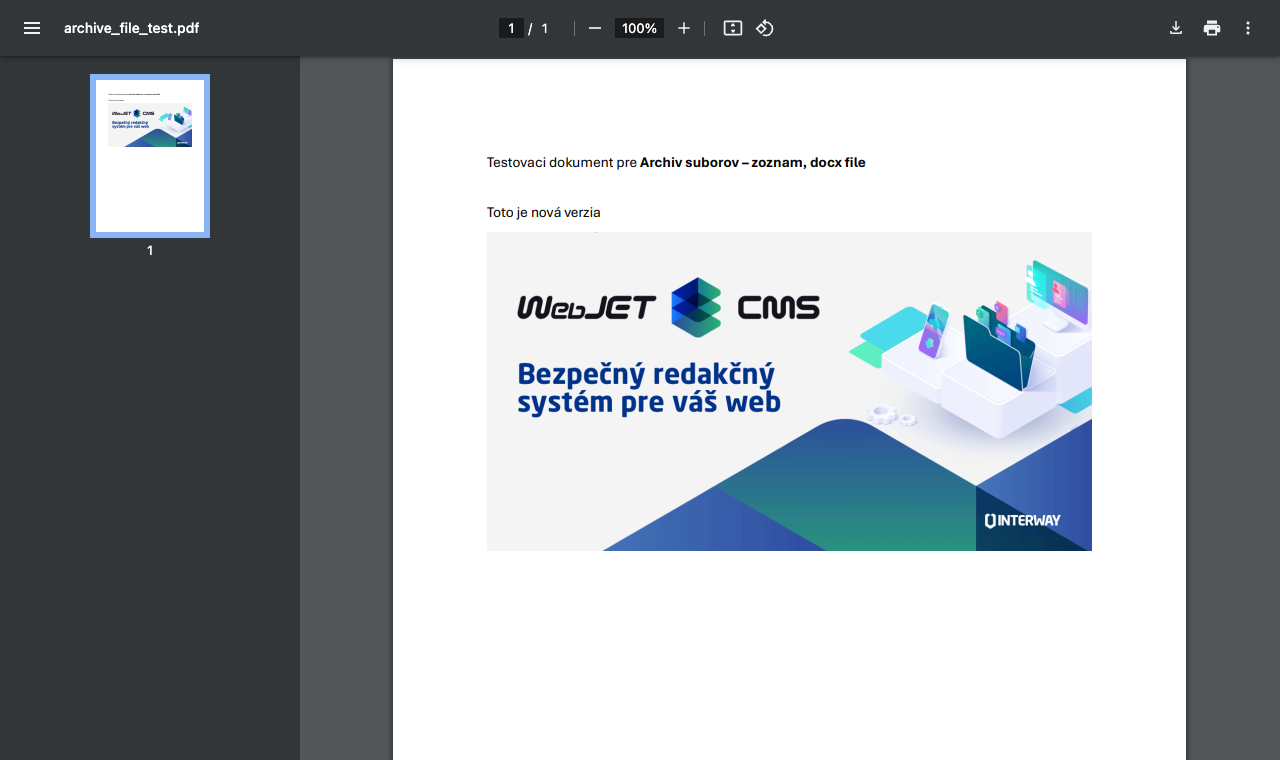 archive_file_test.pdf
1 / 1
100%
1
Testovaci dokument pre Archiv suborov – zoznam, docx file
Toto je nová verzia
WebJET CMS
Bezpečný redakčný
systém pre váš web
INTERWAY